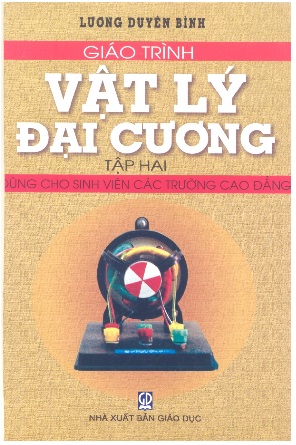 LƯƠNG DUYÊN BÌNH
GIÁO TRÌNH
VẬT LÝ
ĐẠI CƯƠNG
TẬP HAI
DÙNG CHO SINH VIÊN CÁC TRƯỜNG CAO ĐẲNG
GD
NHÀ XUẤT BẢN GIÁO DỤC